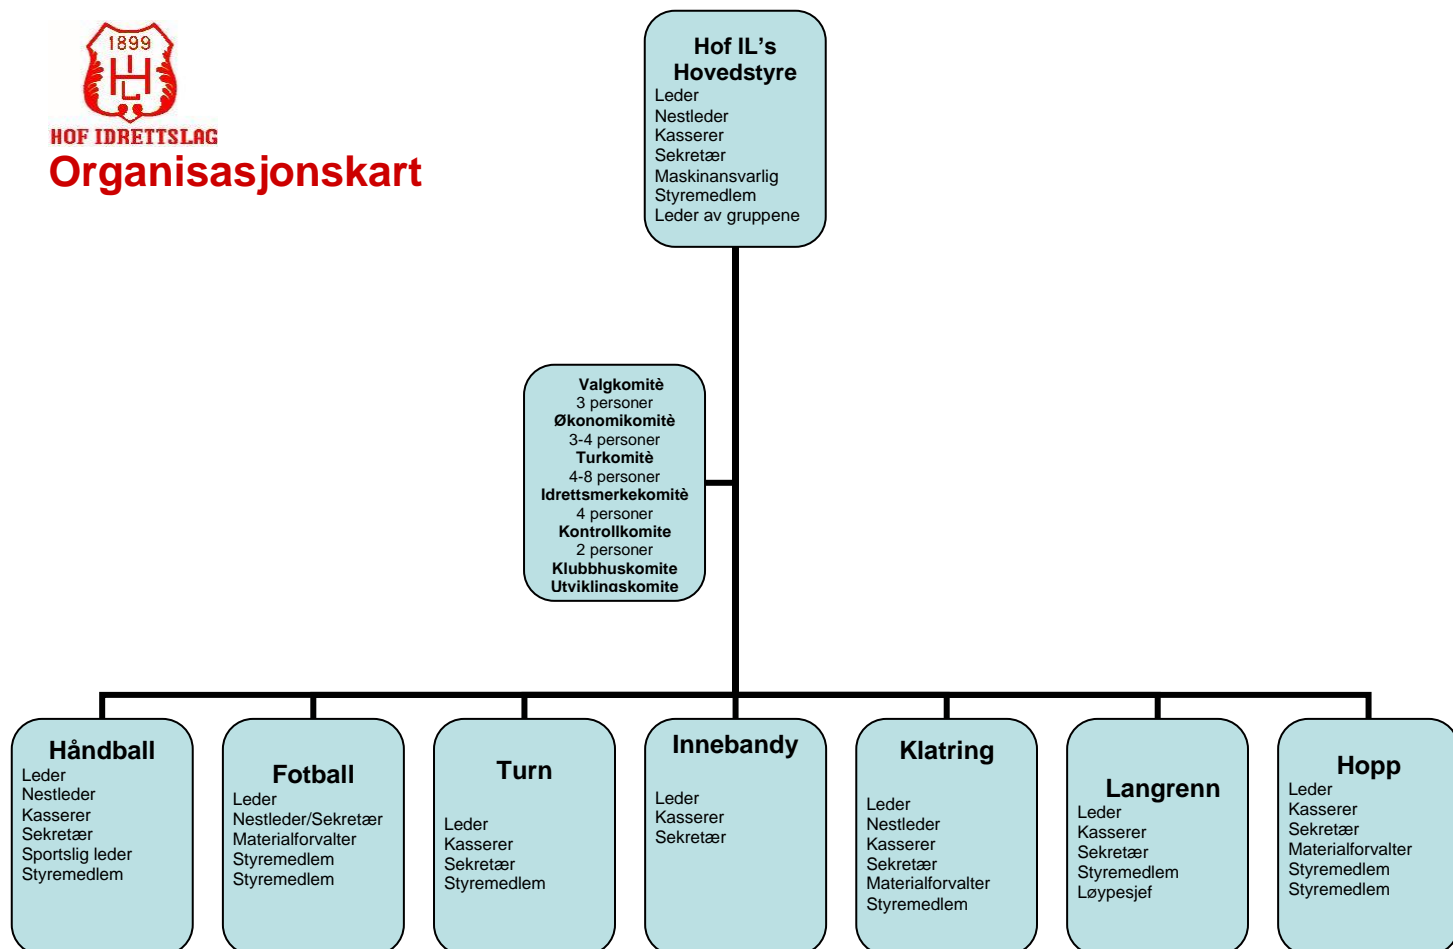 1899
HIL
HOF IDRETTSLAG
Organisasjonskart
Hof IL's
Hovedstyre
Leder
Nestleder
Kasserer
Sekretær
Maskinansvarlig
Styremedlem
Leder av gruppene
Valgkomitè
3 personer
Økonomikomitè
3-4 personer
Turkomitè
4-8 personer
Idrettsmerkekomitè
4 personer
Kontrollkomite
2 personer
Klubbhuskomite
Utviklingskomite
Håndball
Leder
Nestleder
Kasserer
Sekretær
Sportslig leder
Styremedlem
Fotball
Leder
Nestleder/Sekretær
Materialforvalter
Styremedlem
Styremedlem
Turn
Leder
Kasserer
Sekretær
Styremedlem
Innebandy
Leder
Kasserer
Sekretær
Klatring
Leder
Nestleder
Kasserer
Sekretær
Materialforvalter
Styremedlem
Langrenn
Leder
Kasserer
Sekretær
Styremedlem
Løypesjef
Hopp
Leder
Kasserer
Sekretær
Materialforvalter
Styremedlem
Styremedlem